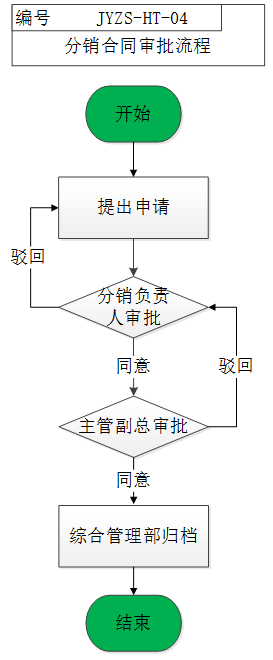 编号 JYZS-HT-04
分销合同审批流程
开始
提出申请
驳回
分销负责
人审批
同意
驳回
主管副总审批
同意
综合管理部归档
结束